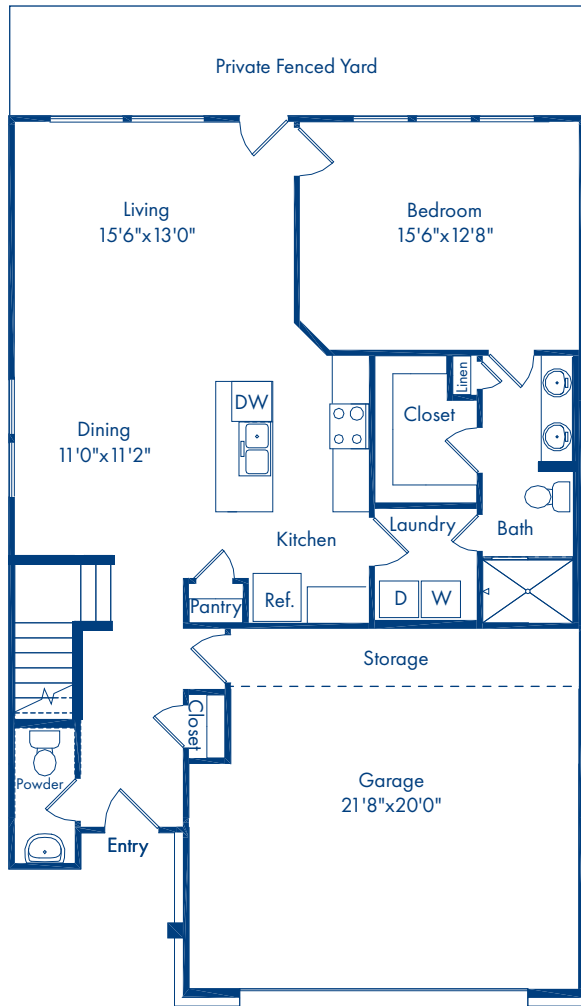 Private Fenced Yard
Living
15'6"x13'0"
Bedroom
15'6"x12'8"
Linen
DW
Closet
Dining
11'0"x11'2"
Laundry
Bath
Kitchen
D
W
Pantry
Ref.
Storage
Closet
Powder
Garage
21'8"x20'0"
Entry